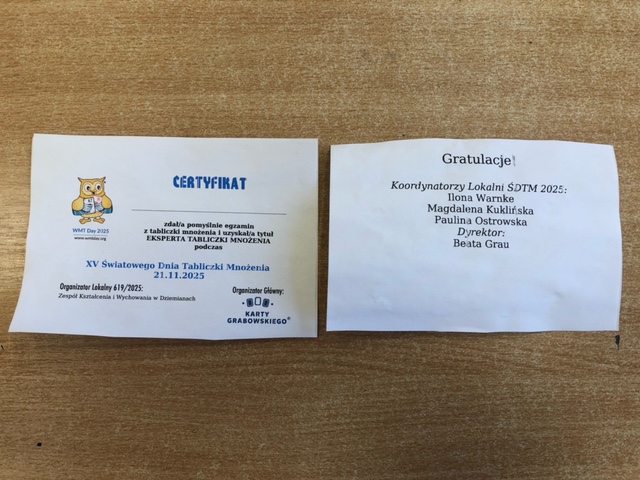 CERTYFIKAT
WMT Day 2025
www.wmtday.org
zdał/a pomyślnie egzamin
z tabliczki mnożenia i uzyskał/a tytuł
EKSPERTA TABLICZKI MNOŻENIA
podczas
XV Światowego Dnia Tabliczki Mnożenia
21.11.2025
Organizator Lokalny 619/2025:
Zespół Kształcenia i Wychowania w Dziemianach
Organizator Główny:
KARTY
GRABOWSKIEGO®
Gratulacje!
Koordynatorzy Lokalni ŚDTM 2025:
Ilona Warnke
Magdalena Kuklińska
Paulina Ostrowska
Dyrektor:
Beata Grau